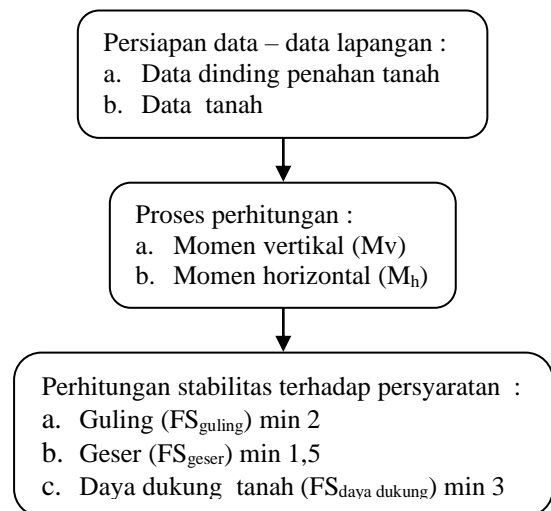 Persiapan data – data lapangan :
a. Data dinding penahan tanah
b. Data tanah
Proses perhitungan :
a. Momen vertikal (Mv)
b. Momen horizontal (Mh)
Perhitungan stabilitas terhadap persyaratan :
a. Guling (FSguling) min 2
b. Geser (FSgeser) min 1,5
c. Daya dukung tanah (FSdaya dukung) min 3